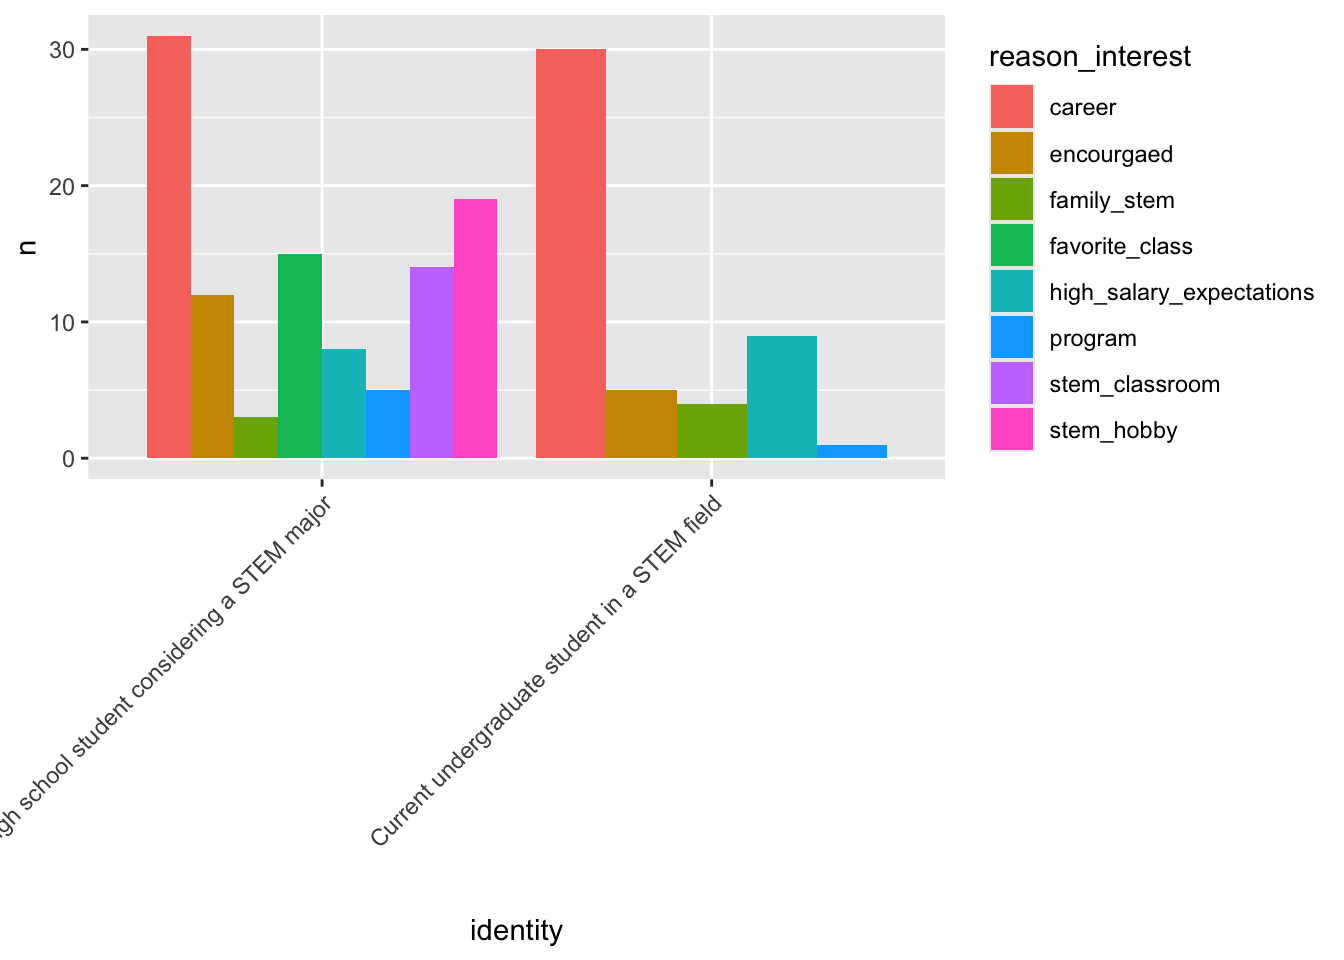 30
20
10
0
n
gh school student considering a STEM major
Current undergraduate student in a STEM field
identity
reason_interest
career
encourgaed
family_stem
favorite_class
high_salary_expectations
program
stem_classroom
stem_hobby